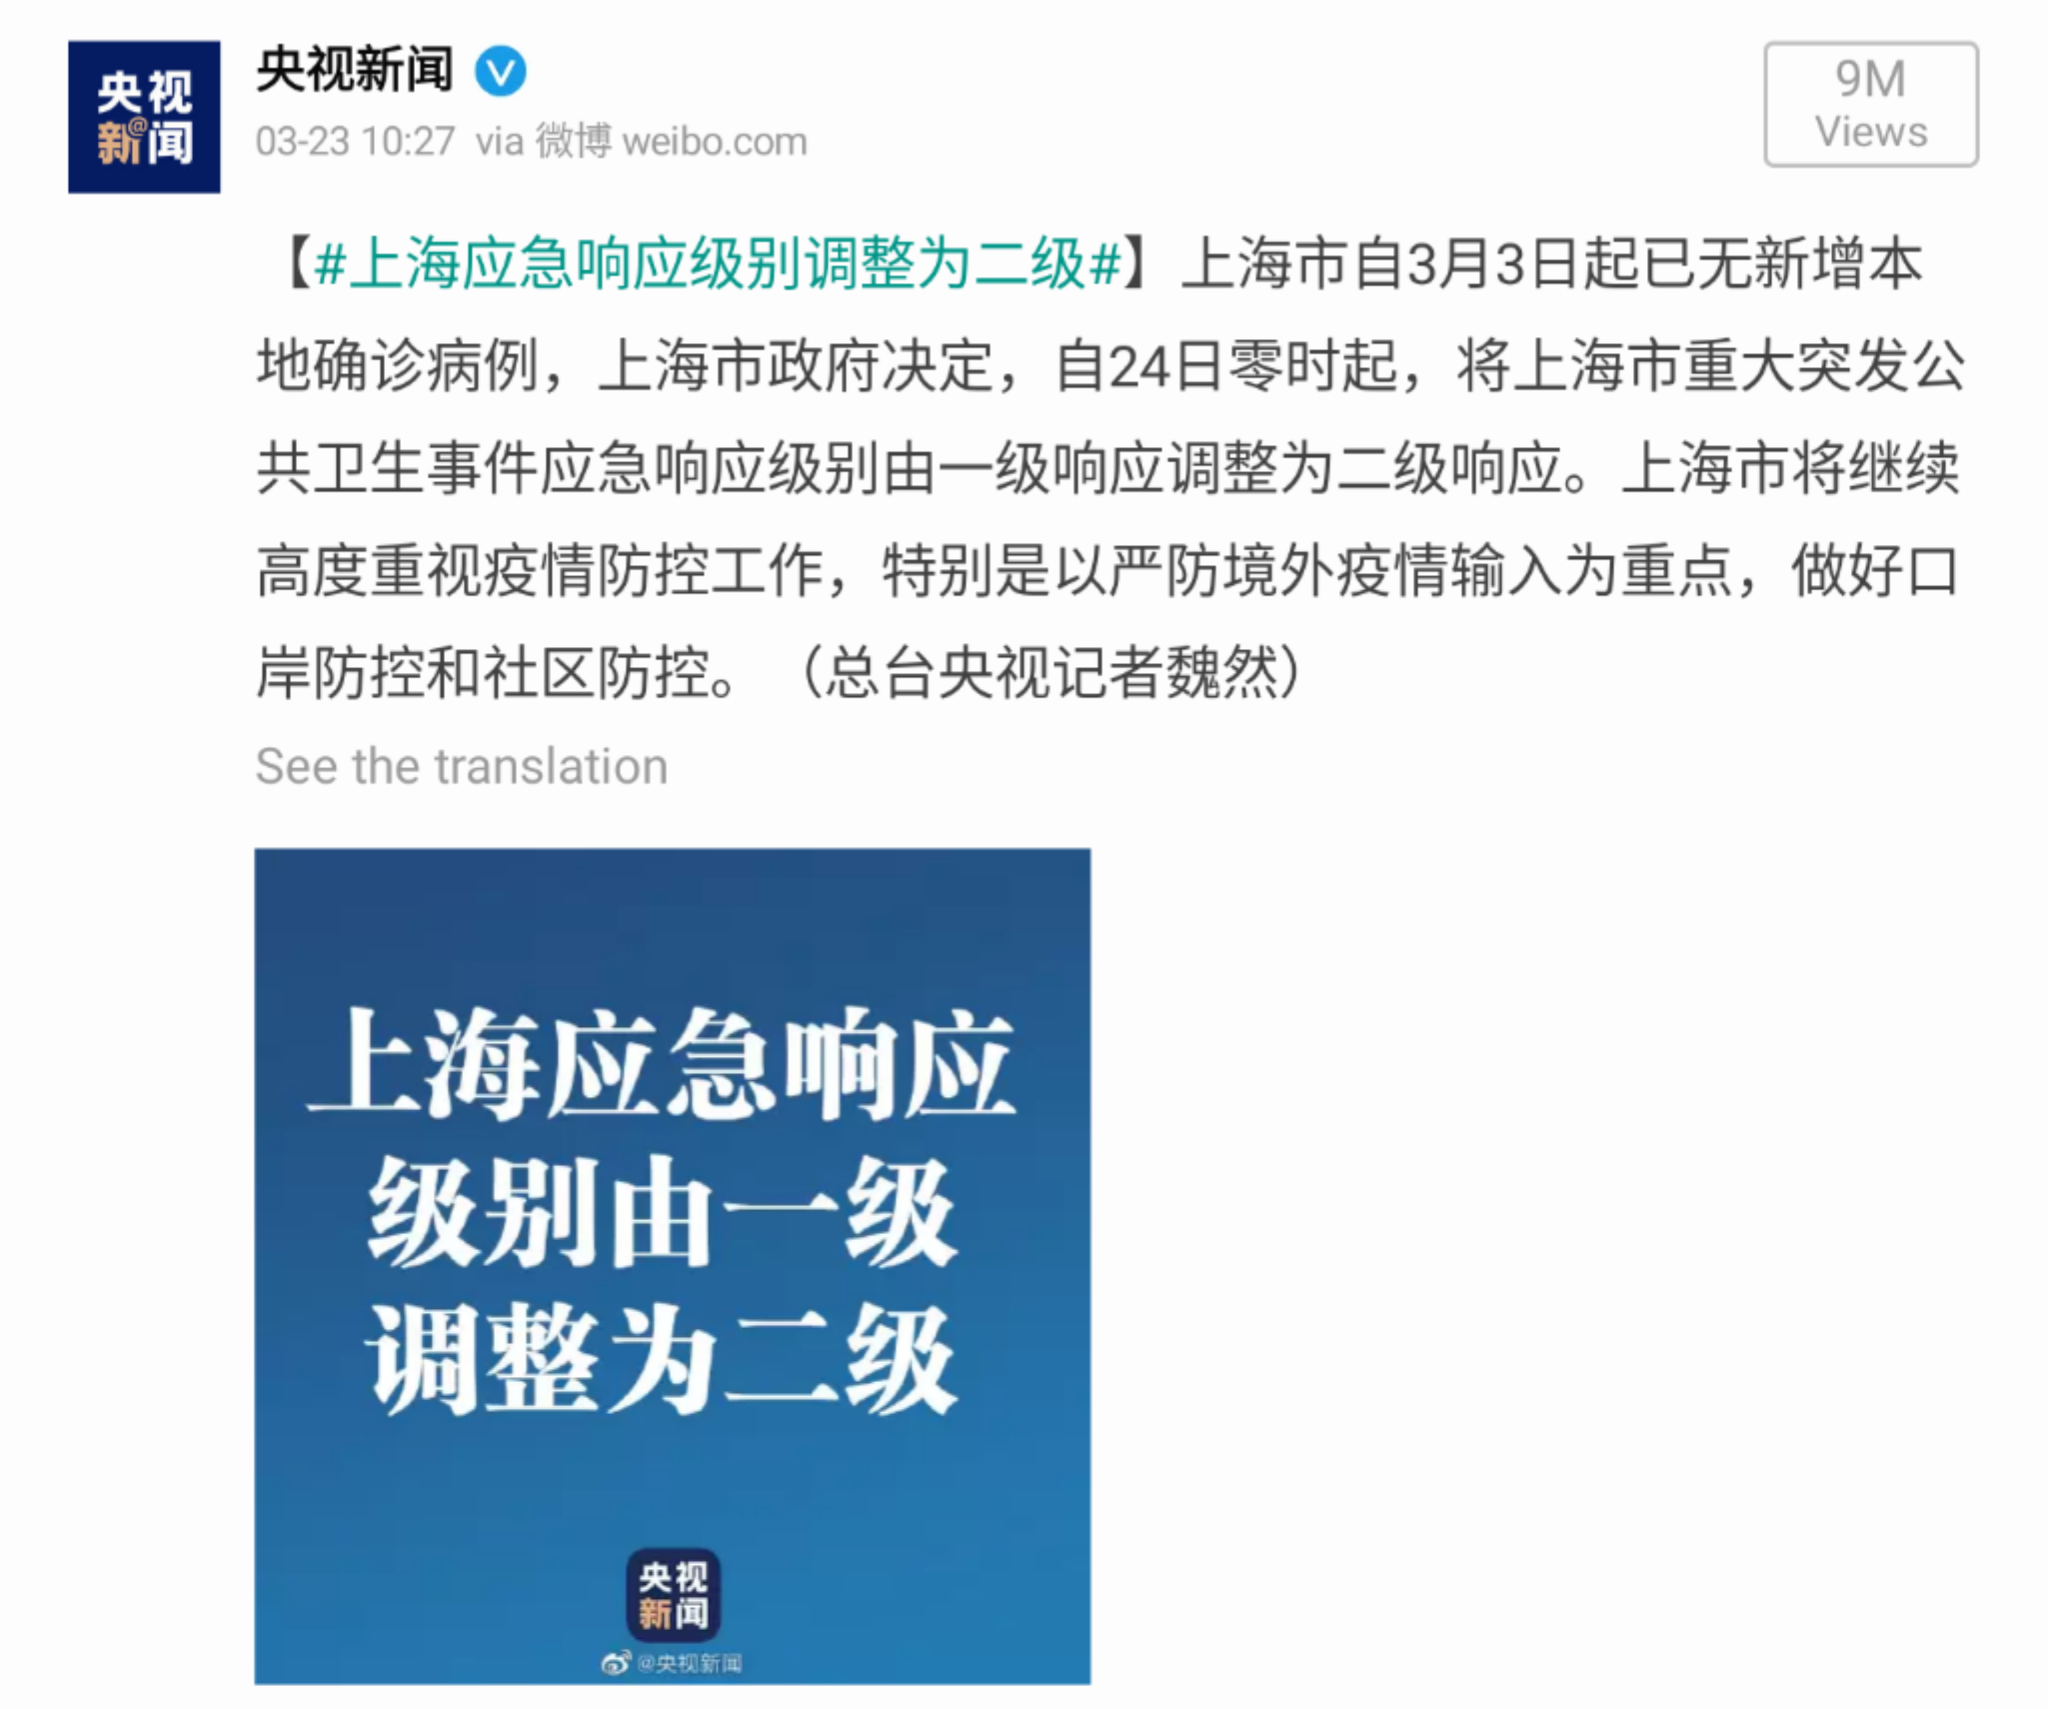 央视
新@闻
央视新闻
03-23 10:27 via 微博 weibo.com
9M
Views
【#上海应急响应级别调整为二级#】上海市自3月3日起已无新增本
地确诊病例，上海市政府决定，自24日零时起，将上海市重大突发公
共卫生事件应急响应级别由一级响应调整为二级响应。上海市将继续
高度重视疫情防控工作，特别是以严防境外疫情输入为重点，做好口
岸防控和社区防控。（总台央视记者魏然）
See the translation
上海应急响应
级别由一级
调整为二级
央视
新闻
@央视新闻